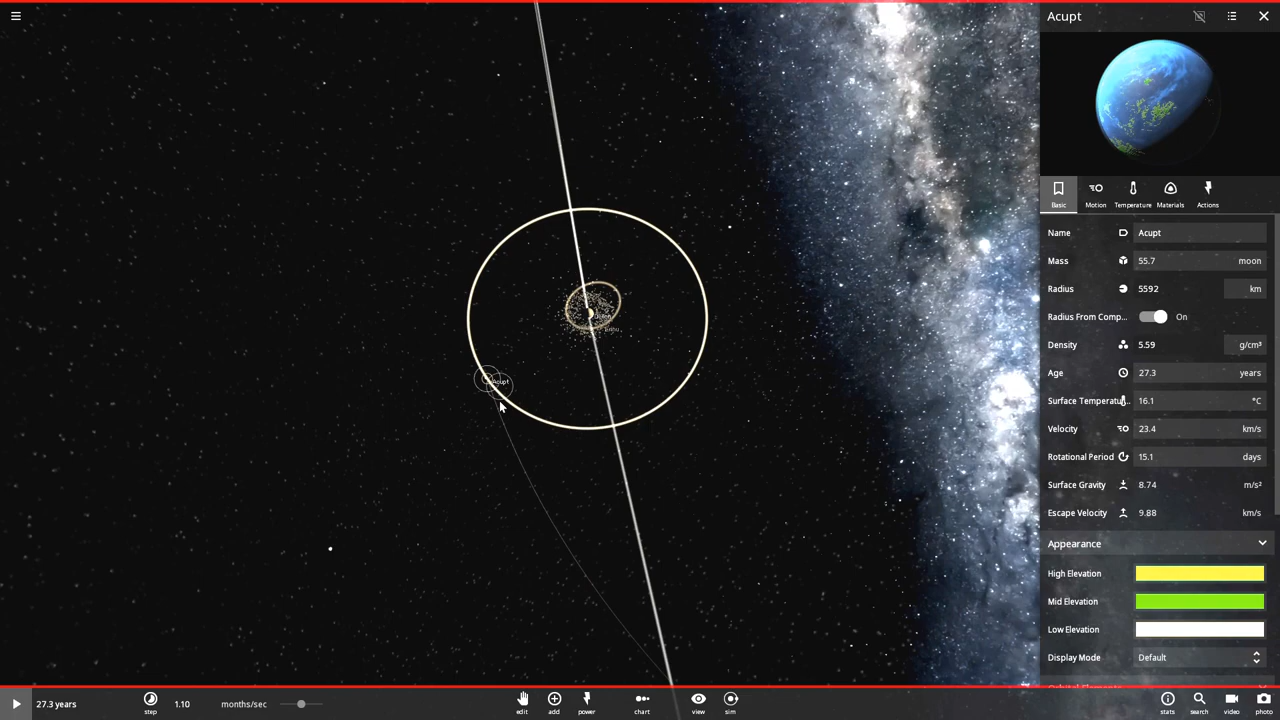 Acupt
Basic
Motion
Temperature
Materials
Actions
Name
Acupt
Mass
55.7
moon
Radius
5592
km
Radius From Comp...
On
Density
5.59
g/cm³
Age
27.3
years
Surface Temperatu...
16.1
°C
Velocity
23.4
km/s
Rotational Period
15.1
days
Surface Gravity
8.74
m/s²
Escape Velocity
9.88
km/s
Appearance
High Elevation
Mid Elevation
Low Elevation
Display Mode
Default
Acupt
27.3 years
step
1.10
months/sec
edit
add
power
chart
view
sim
stats
search
video
photo